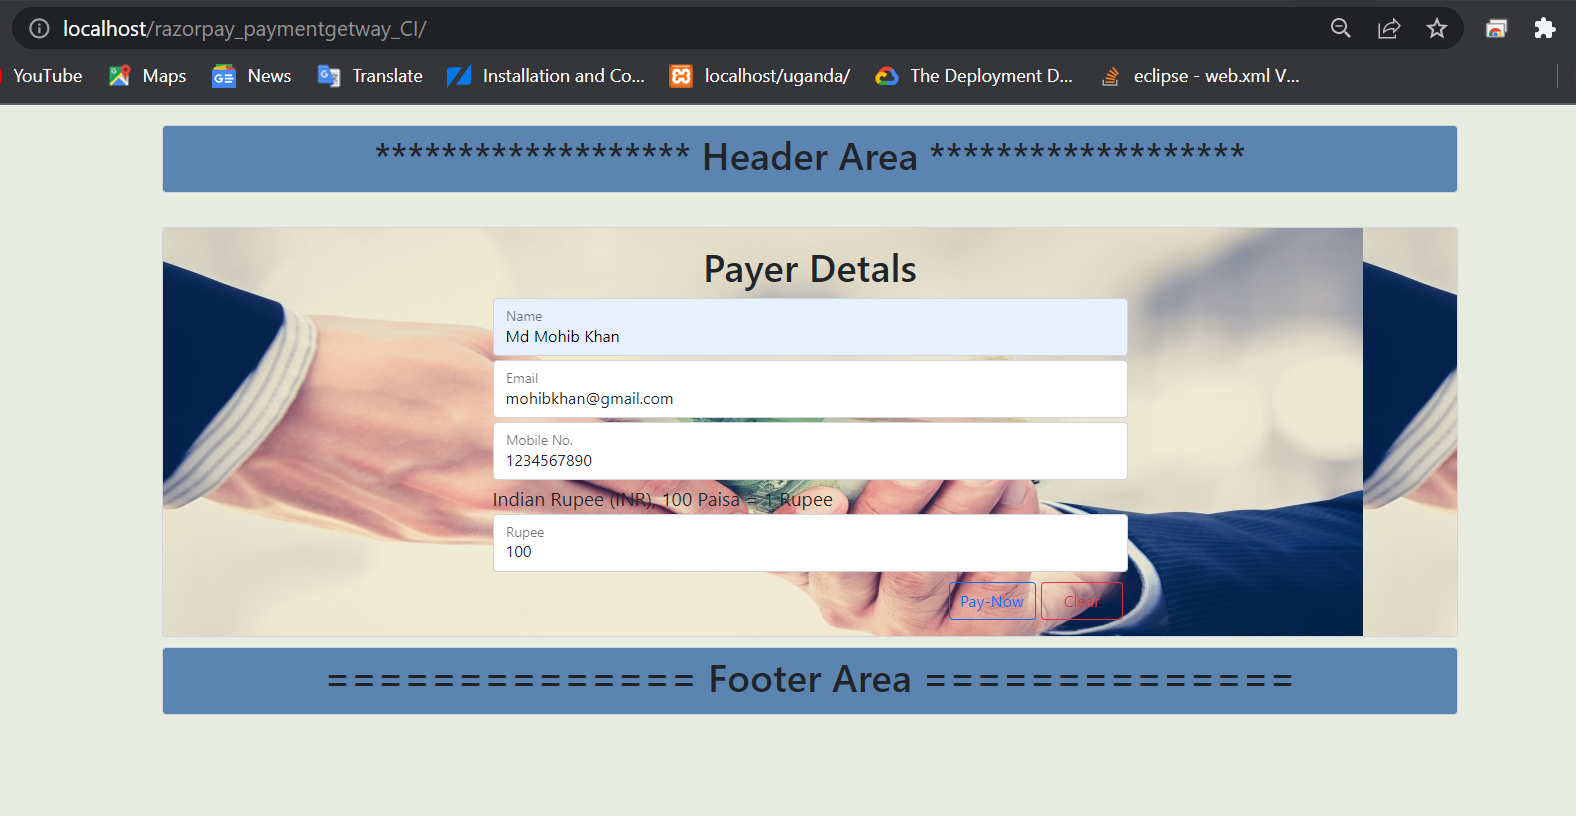 localhost/razorpay_paymentgetway_CI/
YouTube Maps News Translate Installation and Co... localhost/uganda/ The Deployment D... eclipse - web.xml V...
******************* Header Area *******************
Payer Detals
Name
Md Mohib Khan
Email
mohibkhan@gmail.com
Mobile No.
1234567890
Indian Rupee (INR), 100 Paisa = 1 Rupee
Rupee
100
Pay-Now Clear
============== Footer Area ==============